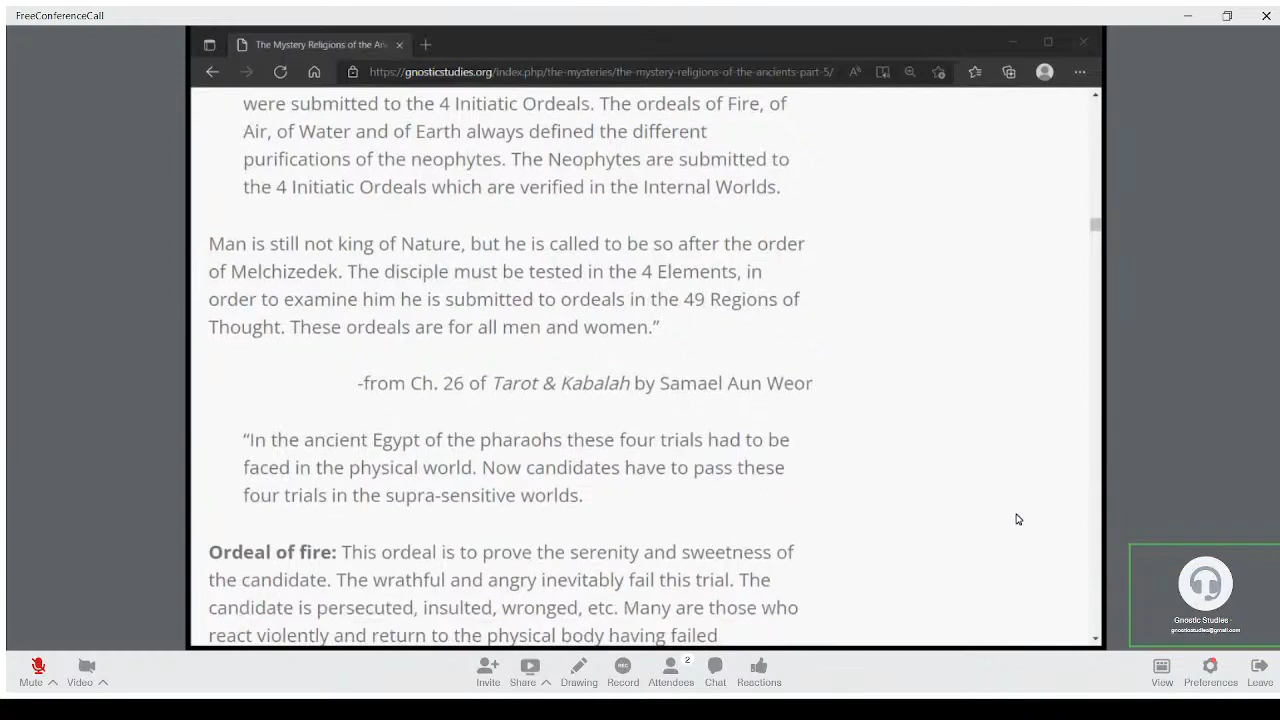 FreeConferenceCall
The Mystery Religions of the An
https://gnosticstudies.org/index.php/the-mysteries/the-mystery-religions-of-the-ancients-part-5/
were submitted to the 4 Initiatic Ordeals. The ordeals of Fire, of
Air, of Water and of Earth always defined the different
purifications of the neophytes. The Neophytes are submitted to
the 4 Initiatic Ordeals which are verified in the Internal Worlds.
Man is still not king of Nature, but he is called to be so after the order
of Melchizedek. The disciple must be tested in the 4 Elements, in
order to examine him he is submitted to ordeals in the 49 Regions of
Thought. These ordeals are for all men and women.”
-from Ch. 26 of Tarot & Kabalah by Samael Aun Weor
“In the ancient Egypt of the pharaohs these four trials had to be
faced in the physical world. Now candidates have to pass these
four trials in the supra-sensitive worlds.
Ordeal of fire: This ordeal is to prove the serenity and sweetness of
the candidate. The wrathful and angry inevitably fail this trial. The
candidate is persecuted, insulted, wronged, etc. Many are those who
react violently and return to the physical body having failed
Gnostic Studies -
gnosticstudies@gmail.com
Mute
Video
Invite
Share
Drawing
REC
Record
2
Attendees
Chat
Reactions
View
Preferences
Leave